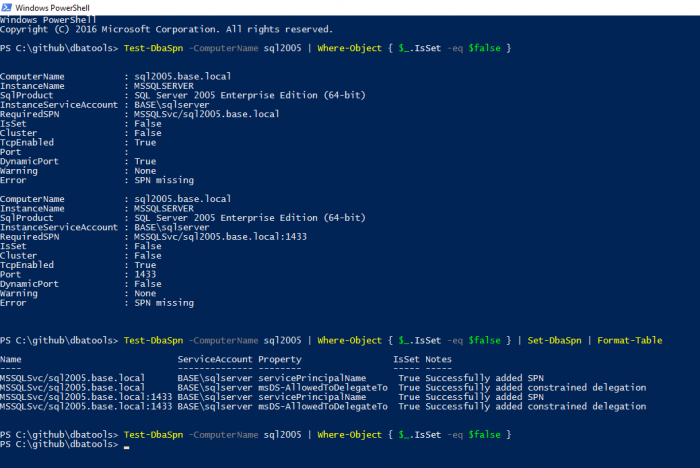 Windows PowerShell
Windows PowerShell
Copyright (C) 2016 Microsoft Corporation. All rights reserved.
PS C:\github\dbatools> Test-DbaSpn -ComputerName sql2005 | Where-Object { $_.IsSet -eq $false }
ComputerName : sql2005.base.local
InstanceName : MSSQLSERVER
SqlProduct : SQL Server 2005 Enterprise Edition (64-bit)
InstanceServiceAccount : BASE\sqlserver
RequiredSPN : MSSQLSvc/sql2005.base.local
IsSet : False
Cluster : False
TcpEnabled : True
Port :
DynamicPort : True
Warning : None
Error : SPN missing
ComputerName : sql2005.base.local
InstanceName : MSSQLSERVER
SqlProduct : SQL Server 2005 Enterprise Edition (64-bit)
InstanceServiceAccount : BASE\sqlserver
RequiredSPN : MSSQLSvc/sql2005.base.local:1433
IsSet : False
Cluster : False
TcpEnabled : True
Port : 1433
DynamicPort : False
Warning : None
Error : SPN missing
PS C:\github\dbatools> Test-DbaSpn -ComputerName sql2005 | Where-Object { $_.IsSet -eq $false } | Set-DbaSpn | Format-Table
Name ServiceAccount Property IsSet Notes
---- -------------- -------- ----- -----
MSSQLSvc/sql2005.base.local BASE\sqlserver servicePrincipalName True Successfully added SPN
MSSQLSvc/sql2005.base.local BASE\sqlserver msDS-AllowedToDelegateTo True Successfully added constrained delegation
MSSQLSvc/sql2005.base.local:1433 BASE\sqlserver servicePrincipalName True Successfully added SPN
MSSQLSvc/sql2005.base.local:1433 BASE\sqlserver msDS-AllowedToDelegateTo True Successfully added constrained delegation
PS C:\github\dbatools> Test-DbaSpn -ComputerName sql2005 | Where-Object { $_.IsSet -eq $false }
PS C:\github\dbatools> _